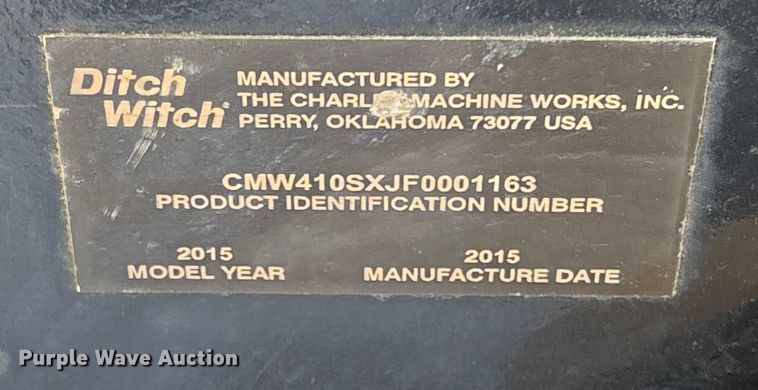 Ditch Witch®
MANUFACTURED BY
THE CHARLES MACHINE WORKS, INC.
PERRY, OKLAHOMA 73077 USA
CMW410SXJF0001163
PRODUCT IDENTIFICATION NUMBER
2015
MODEL YEAR
2015
MANUFACTURE DATE
Purple Wave Auction